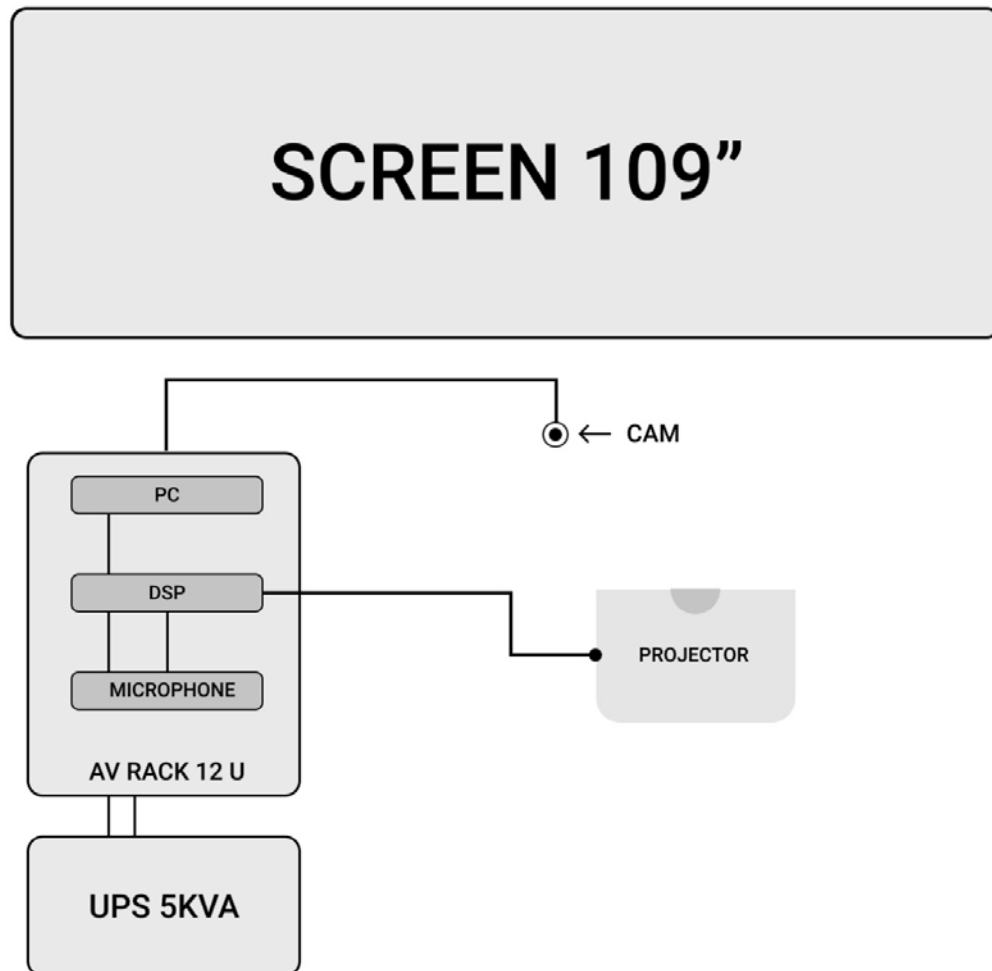 SCREEN 109”
CAM
PC
DSP
PROJECTOR
MICROPHONE
AV RACK 12 U
UPS 5KVA